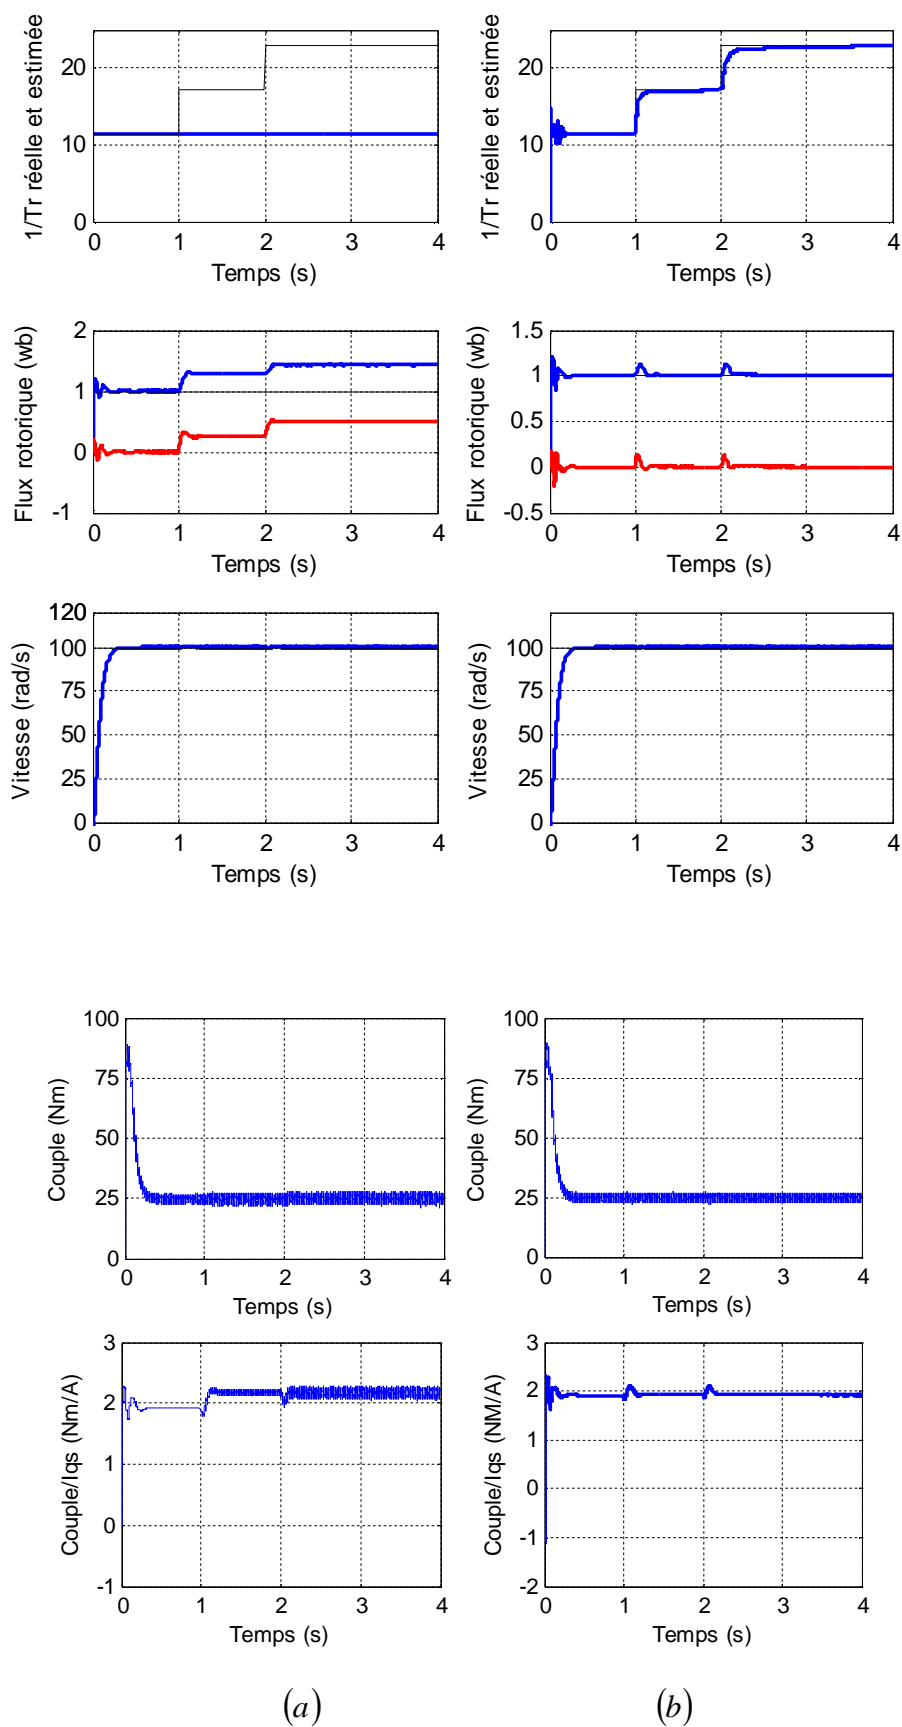 1/Tr réelle et estimée
20
10
0
0 1 2 3 4
Temps (s)
1/Tr réelle et estimée
20
10
0
0 1 2 3 4
Temps (s)
Flux rotorique (wb)
2
1
0
-1
0 1 2 3 4
Temps (s)
Flux rotorique (wb)
1.5
1
0.5
0
-0.5
0 1 2 3 4
Temps (s)
Vitesse (rad/s)
120
100
75
50
25
0
0 1 2 3 4
Temps (s)
Vitesse (rad/s)
100
75
50
25
0
0 1 2 3 4
Temps (s)
Couple (Nm)
100
75
50
25
0
0 1 2 3 4
Temps (s)
Couple (Nm)
100
75
50
25
0
0 1 2 3 4
Temps (s)
Couple/Iqs (Nm/A)
3
2
1
0
-1
0 1 2 3 4
Temps (s)
Couple/Iqs (NM/A)
3
2
1
0
-1
-2
0 1 2 3 4
Temps (s)
(a)
(b)